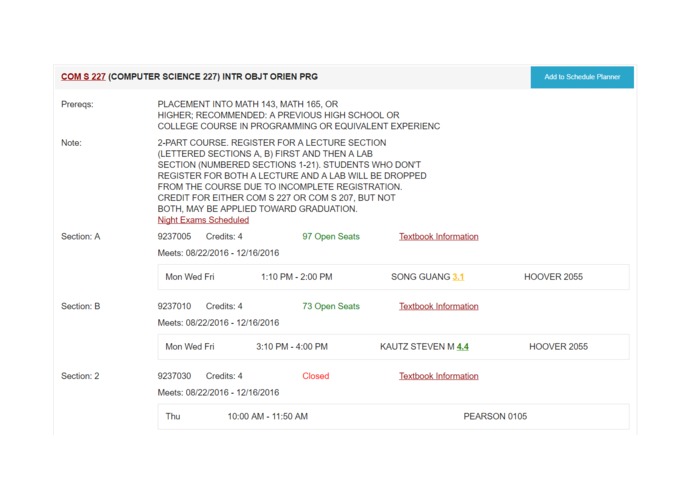 COM S 227 (COMPUTER SCIENCE 227) INTR OBJT ORIEN PRG Add to Schedule Planner
Prereqs: PLACEMENT INTO MATH 143, MATH 165, OR
HIGHER; RECOMMENDED: A PREVIOUS HIGH SCHOOL OR
COLLEGE COURSE IN PROGRAMMING OR EQUIVALENT EXPERIENC
Note: 2-PART COURSE. REGISTER FOR A LECTURE SECTION
(LETTERED SECTIONS A, B) FIRST AND THEN A LAB
SECTION (NUMBERED SECTIONS 1-21). STUDENTS WHO DON'T
REGISTER FOR BOTH A LECTURE AND A LAB WILL BE DROPPED
FROM THE COURSE DUE TO INCOMPLETE REGISTRATION.
CREDIT FOR EITHER COM S 227 OR COM S 207, BUT NOT
BOTH, MAY BE APPLIED TOWARD GRADUATION.
Night Exams Scheduled
Section: A 9237005 Credits: 4 97 Open Seats Textbook Information
Meets: 08/22/2016 - 12/16/2016
Mon Wed Fri 1:10 PM - 2:00 PM SONG GUANG 3.1 HOOVER 2055
Section: B 9237010 Credits: 4 73 Open Seats Textbook Information
Meets: 08/22/2016 - 12/16/2016
Mon Wed Fri 3:10 PM - 4:00 PM KAUTZ STEVEN M 4.4 HOOVER 2055
Section: 2 9237030 Credits: 4 Closed Textbook Information
Meets: 08/22/2016 - 12/16/2016
Thu 10:00 AM - 11:50 AM PEARSON 0105